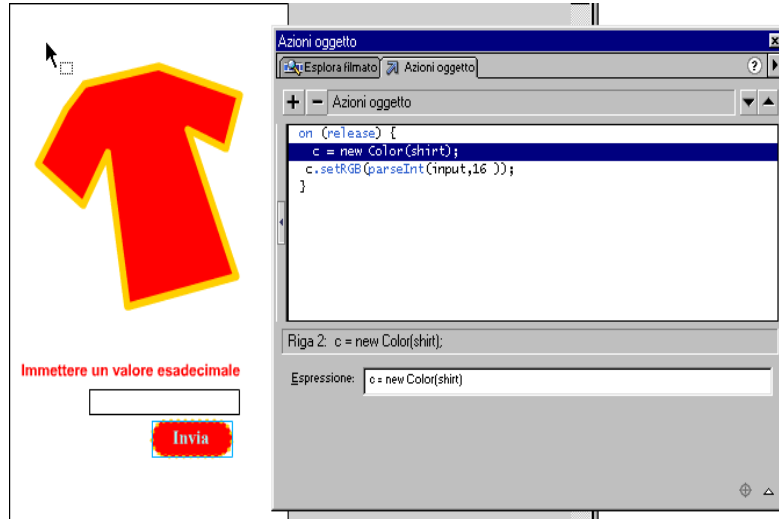 Azioni oggetto
Esplora filmato Azioni oggetto ?
+ − Azioni oggetto
on (release) {
c = new Color(shirt);
c.setRGB(parseInt(input,16 ));
}
Riga 2: c = new Color(shirt);
Espressione: c = new Color(shirt)
Immettere un valore esadecimale
Invia